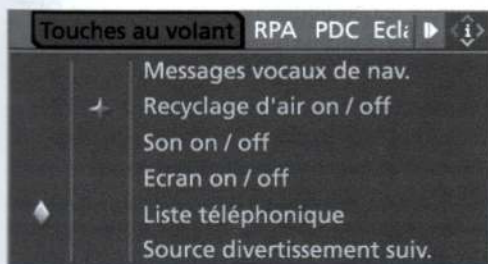 Touches au volant RPA PDC Ecl
Messages vocaux de nav.
Recyclage d'air on / off
Son on / off
Ecran on / off
Liste téléphonique
Source divertissement suiv.